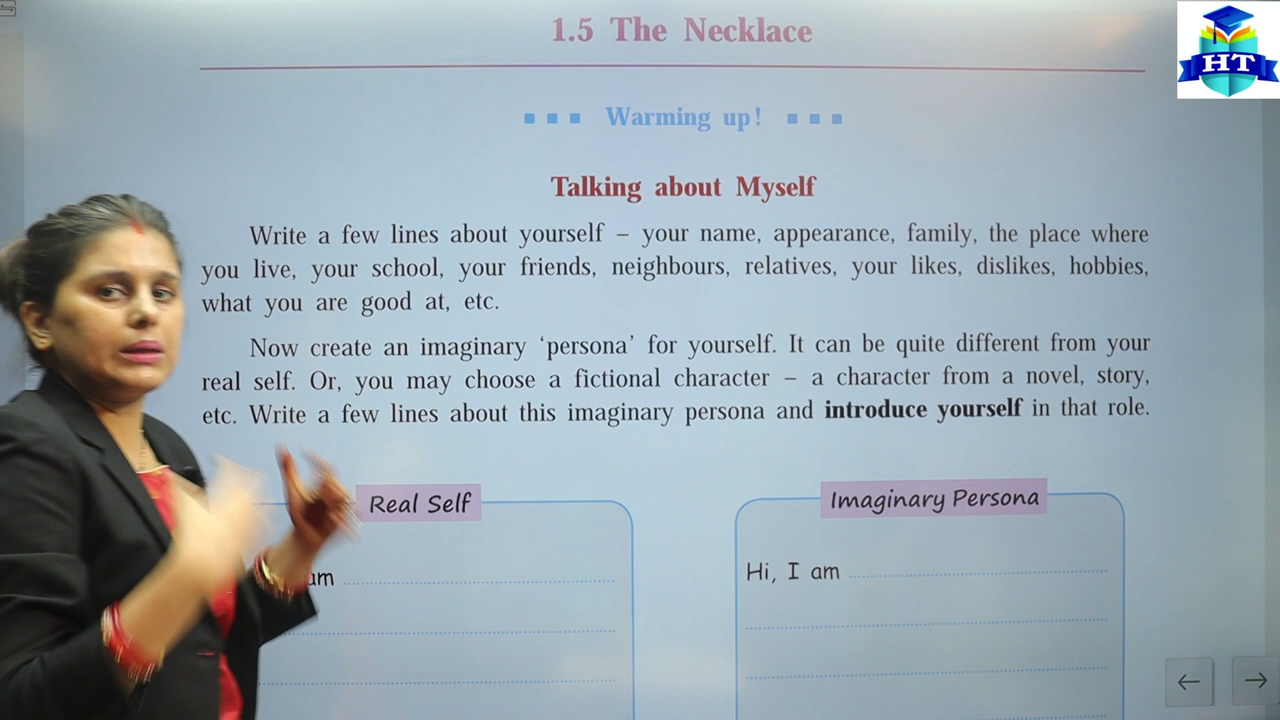 1.5 The Necklace
HT
Warming up!
Talking about Myself
Write a few lines about yourself – your name, appearance, family, the place where
you live, your school, your friends, neighbours, relatives, your likes, dislikes, hobbies,
what you are good at, etc.
Now create an imaginary ‘persona’ for yourself. It can be quite different from your
real self. Or, you may choose a fictional character – a character from a novel, story,
etc. Write a few lines about this imaginary persona and introduce yourself in that role.
Real Self
am
Imaginary Persona
Hi, I am